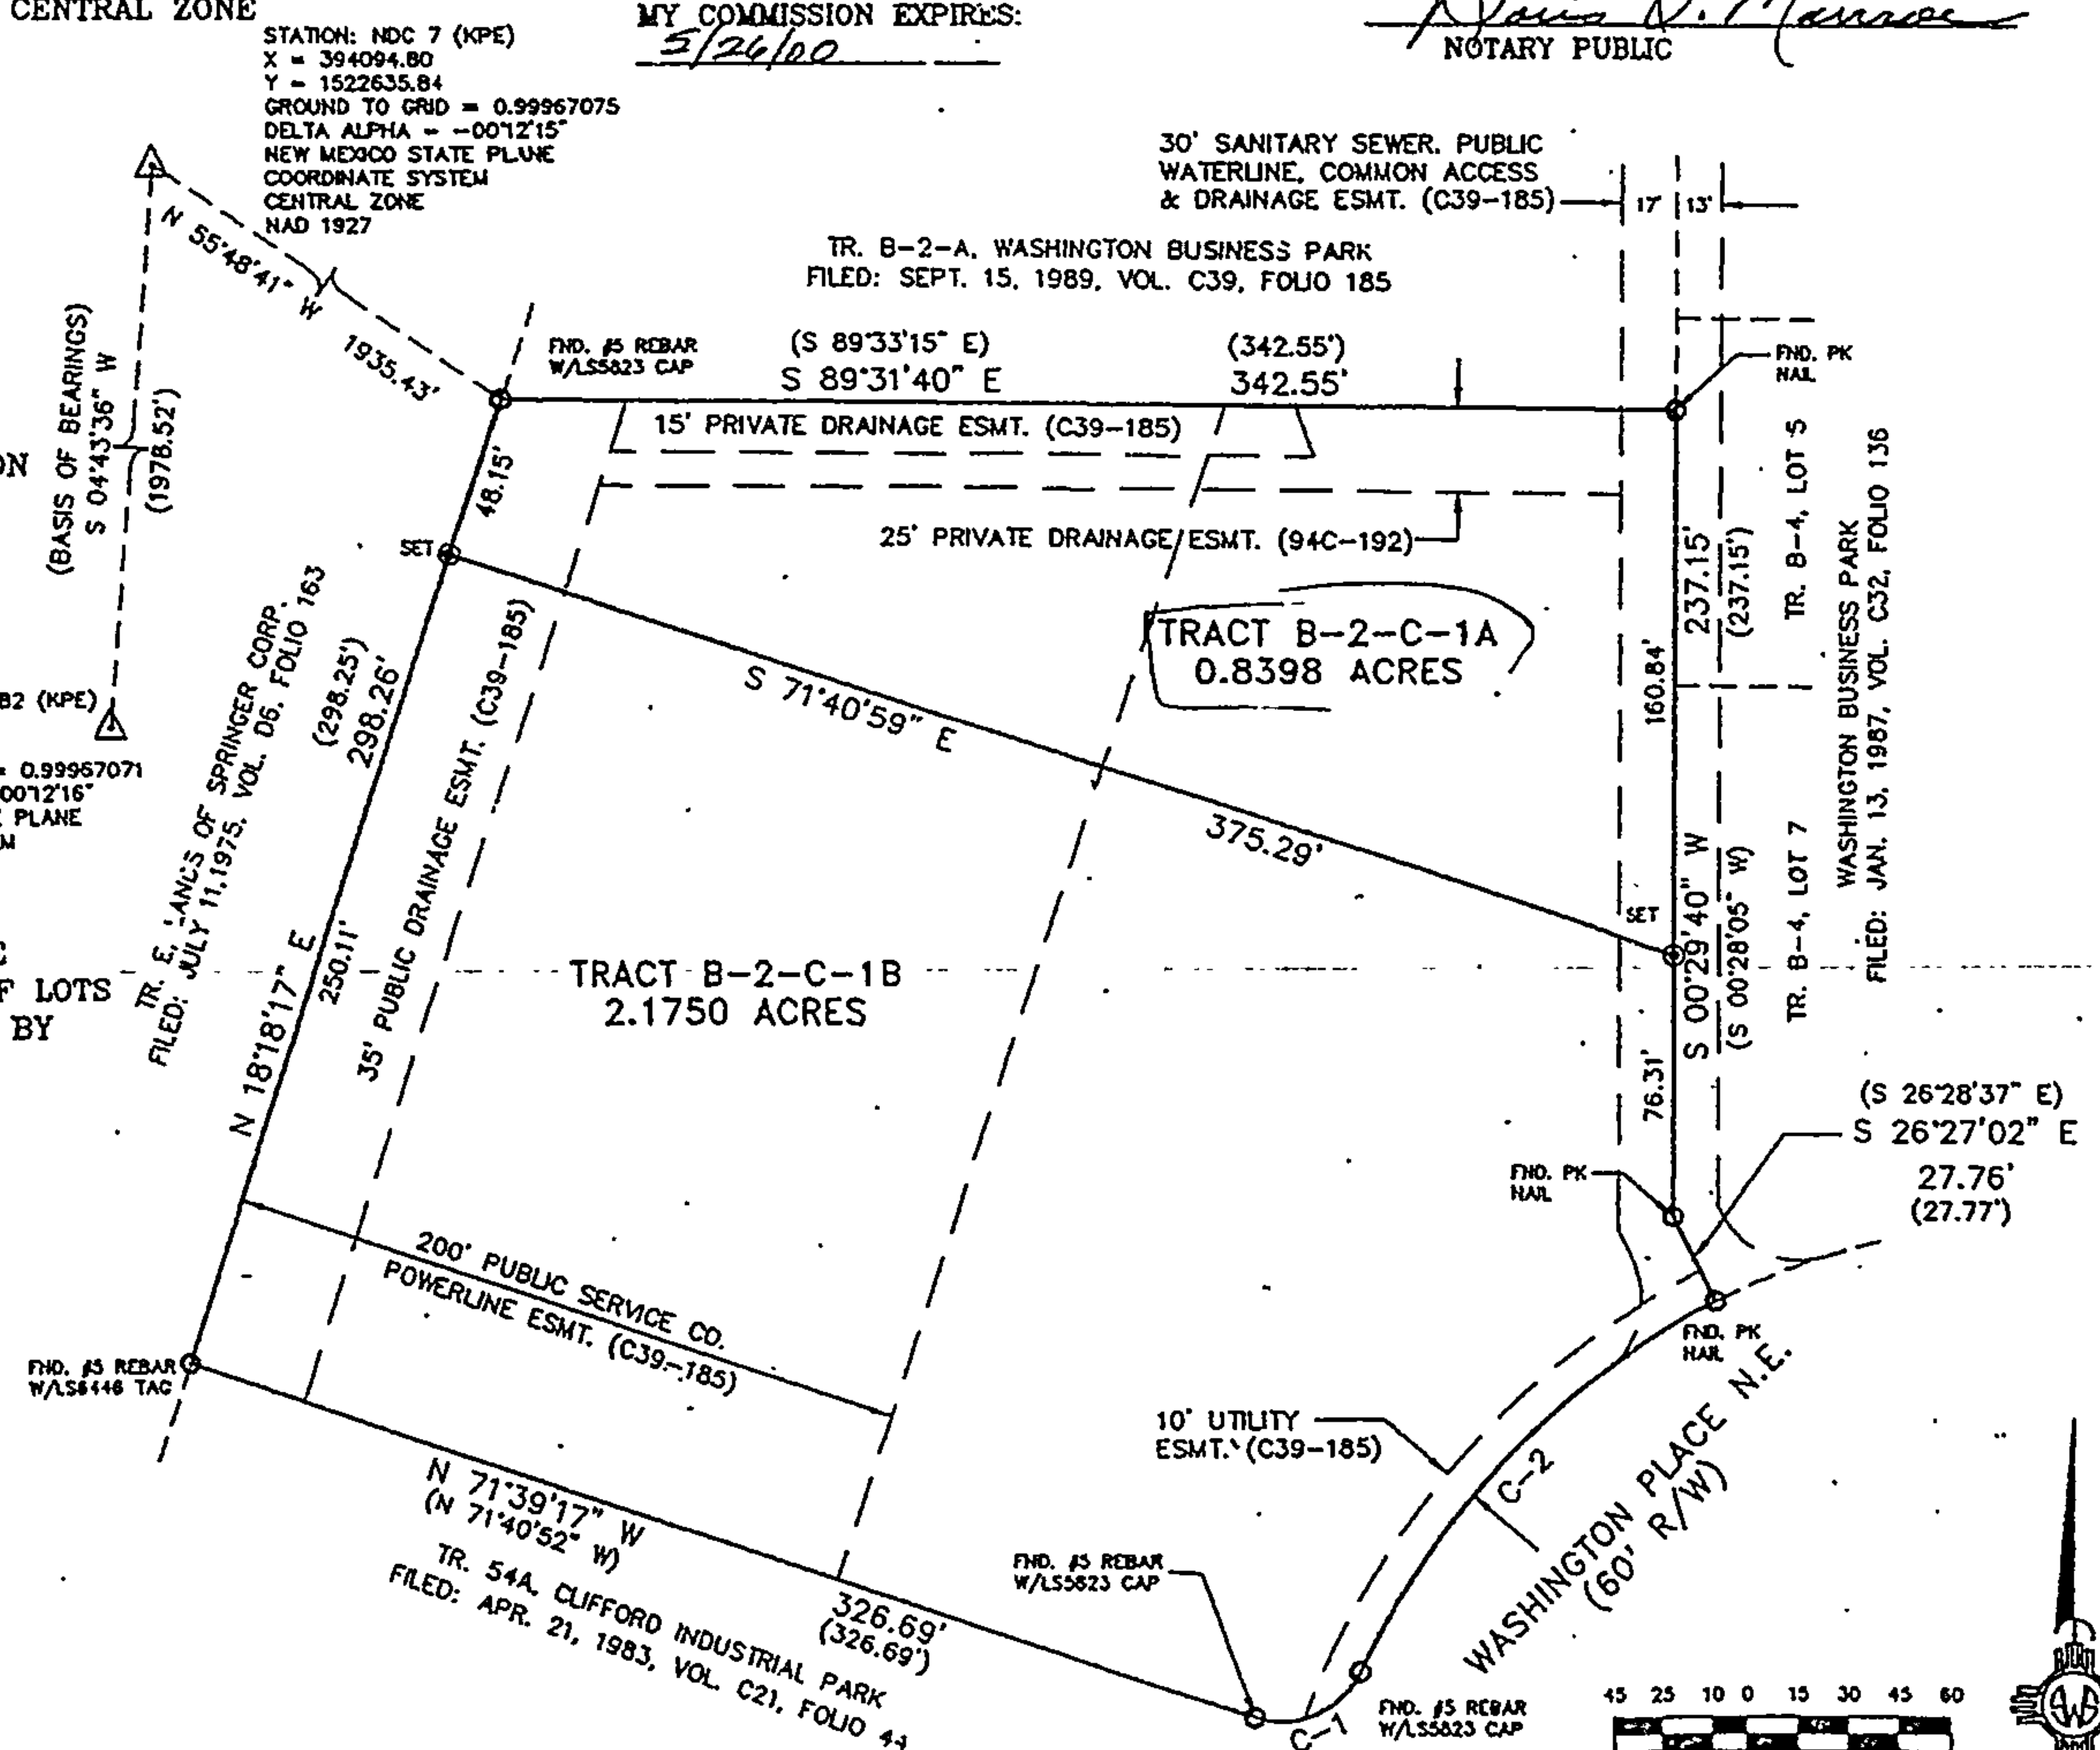 CENTRAL ZONE
MY COMMISSION EXPIRES:
5/26/00
NOTARY PUBLIC
STATION: NDC 7 (KPE)
X = 394094.80
Y = 1522635.84
GROUND TO GRID = 0.99967075
DELTA ALPHA = -00°12'15"
NEW MEXICO STATE PLANE
COORDINATE SYSTEM
CENTRAL ZONE
NAD 1927
30' SANITARY SEWER, PUBLIC
WATERLINE, COMMON ACCESS
& DRAINAGE ESMT. (C39-185)
17' 13'
TR. B-2-A, WASHINGTON BUSINESS PARK
FILED: SEPT. 15, 1989, VOL. C39, FOLIO 185
N 55°48'41" W
1935.43'
(BASIS OF BEARINGS)
S 04°43'36" W
(1978.52')
FND. #5 REBAR
W/LS5823 CAP
(S 89°33'15" E)
S 89°31'40" E
(342.55')
342.55'
FND. PK
NAIL
15' PRIVATE DRAINAGE ESMT. (C39-185)
25' PRIVATE DRAINAGE ESMT. (94C-192)
48.15'
SET
ON
TRACT B-2-C-1A
0.8398 ACRES
237.15'
(237.15')
160.84'
TR. B-4, LOT 5
TR. B-4, LOT 7
WASHINGTON BUSINESS PARK
FILED: JAN. 13, 1987, VOL. C32, FOLIO 136
B2 (KPE)
= 0.99967071
00°12'16"
PLANE
M
TR. E, LANDS OF SPRINGER CORP.
FILED: JULY 11, 1975, VOL. D6, FOLIO 163
(298.25')
298.26'
N 18°18'17" E
250.11'
35' PUBLIC DRAINAGE ESMT. (C39-185)
S 71°40'59" E
375.29'
SET
S 00°29'40" W
(S 00°28'05" W)
76.31'
F LOTS
BY
TRACT B-2-C-1B
2.1750 ACRES
(S 26°28'37" E)
S 26°27'02" E
27.76'
(27.77')
FND. PK
NAIL
FND. PK
NAIL
200' PUBLIC SERVICE CO.
POWERLINE ESMT. (C39-185)
FND. #5 REBAR
W/LS6446 TAG
N 71°39'17" W
(N 71°40'52" W)
326.69'
(326.69')
TR. 54A, CLIFFORD INDUSTRIAL PARK
FILED: APR. 21, 1983, VOL. C21, FOLIO 44
10' UTILITY
ESMT. (C39-185)
C-2
WASHINGTON PLACE N.E.
(60' R/W)
FND. #5 REBAR
W/LS5823 CAP
C-1
FND. #5 REBAR
W/LS5823 CAP
45 25 10 0 15 30 45 60